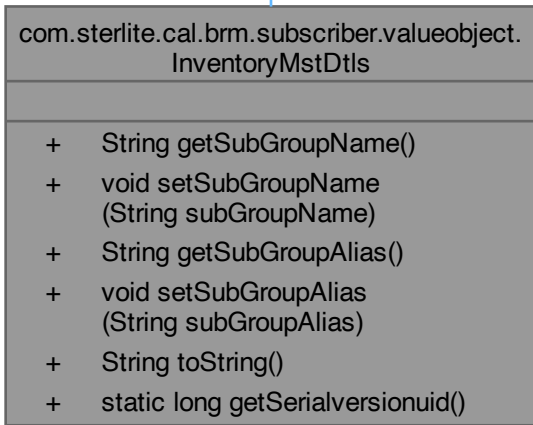 com.sterlite.cal.brm.subscriber.valueobject.
InventoryMstDtls
+ String getSubGroupName()
+ void setSubGroupName
(String subGroupName)
+ String getSubGroupAlias()
+ void setSubGroupAlias
(String subGroupAlias)
+ String toString()
+ static long getSerialversionuid()